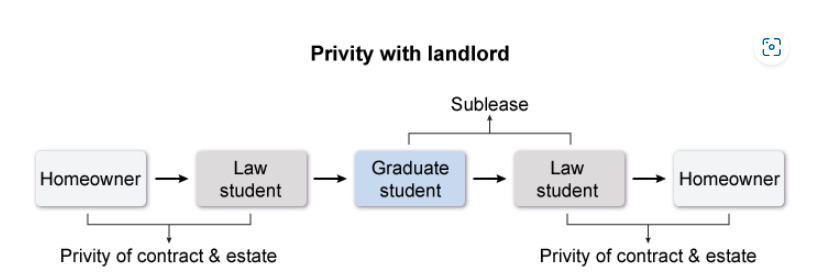 Privity with landlord
Sublease
Homeowner
Law
student
Graduate
student
Law
student
Homeowner
Privity of contract & estate
Privity of contract & estate